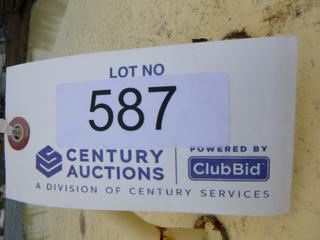 LOT NO
587
CENTURY
AUCTIONS
POWERED BY
ClubBid
A DIVISION OF CENTURY SERVICES